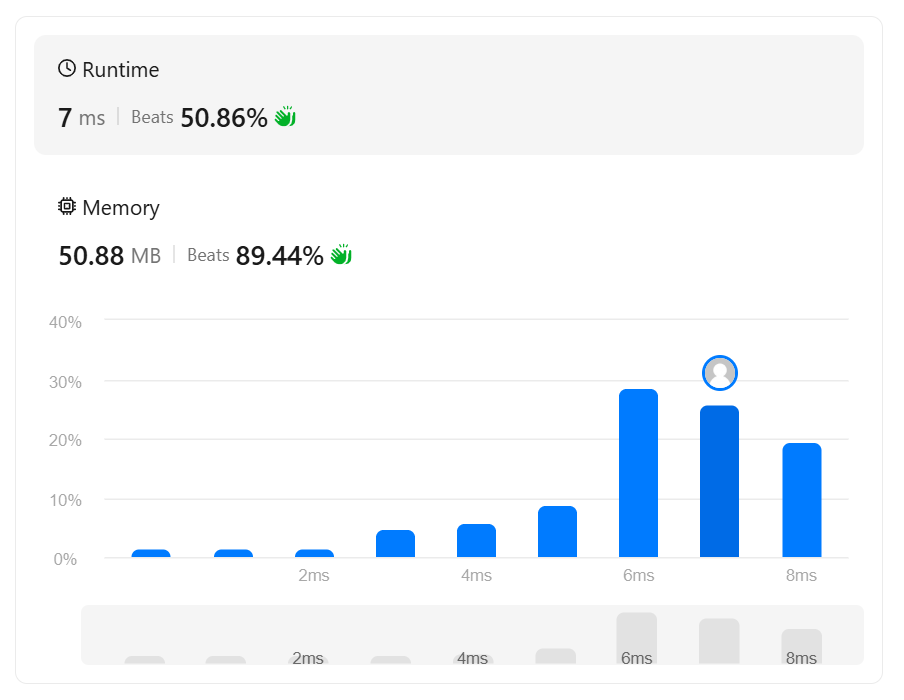 Runtime
7 ms Beats 50.86%
Memory
50.88 MB Beats 89.44%
40%
30%
20%
10%
0%
2ms 4ms 6ms 8ms
2ms 4ms 6ms 8ms